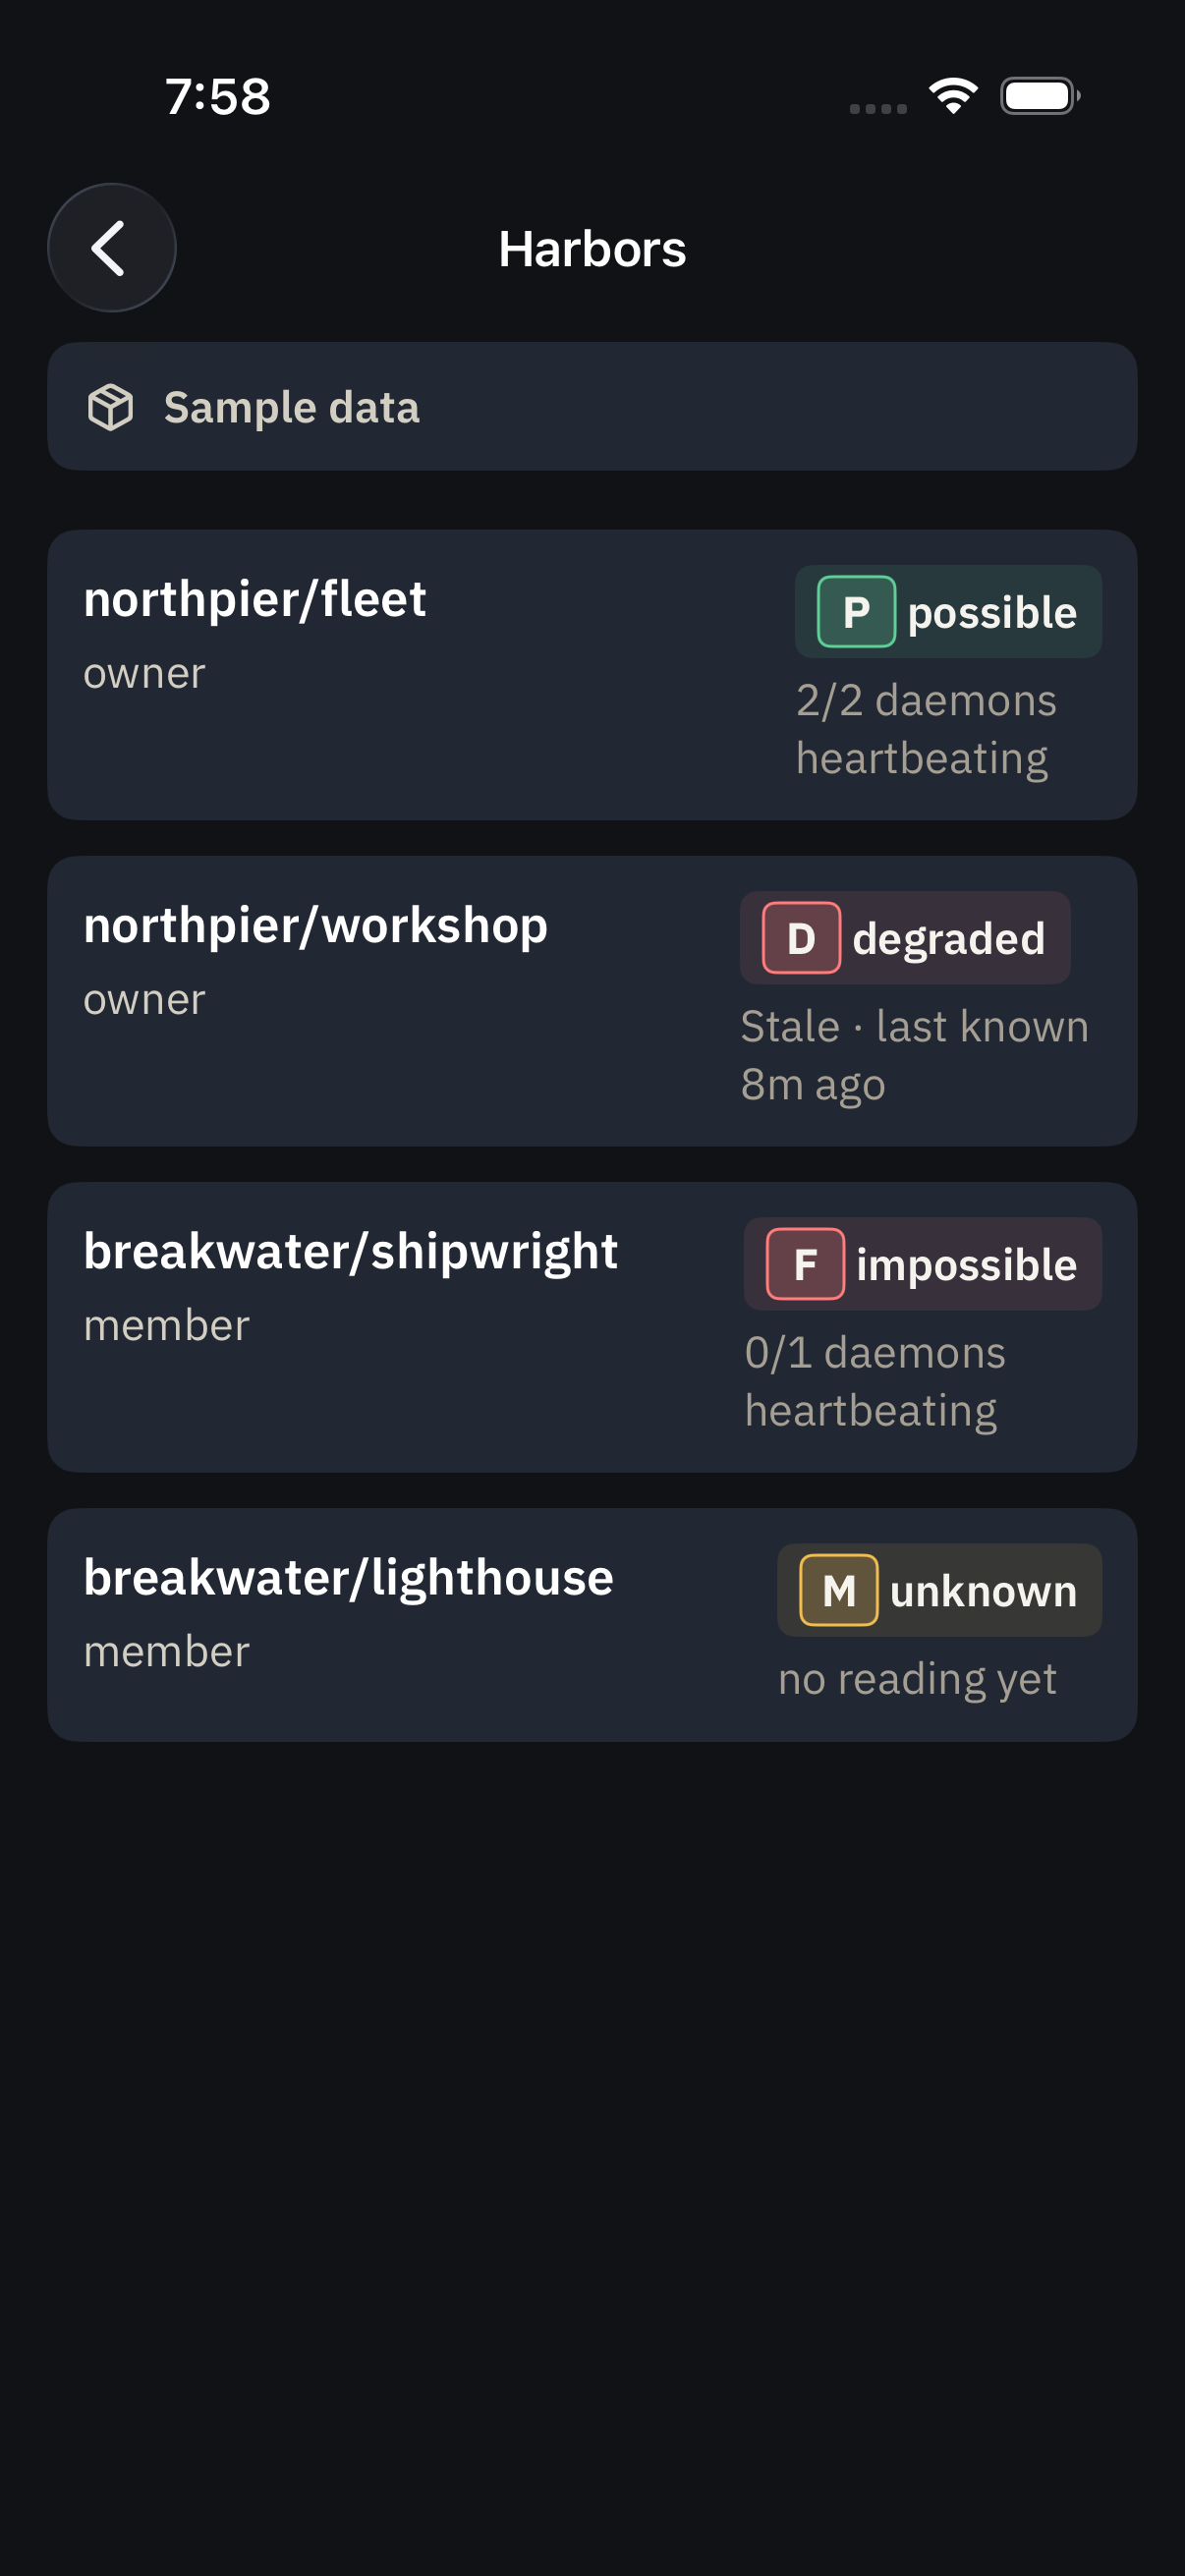 7:58
Harbors
Sample data
northpier/fleet
owner
P possible
2/2 daemons
heartbeating
northpier/workshop
owner
D degraded
Stale · last known
8m ago
breakwater/shipwright
member
F impossible
0/1 daemons
heartbeating
breakwater/lighthouse
member
M unknown
no reading yet